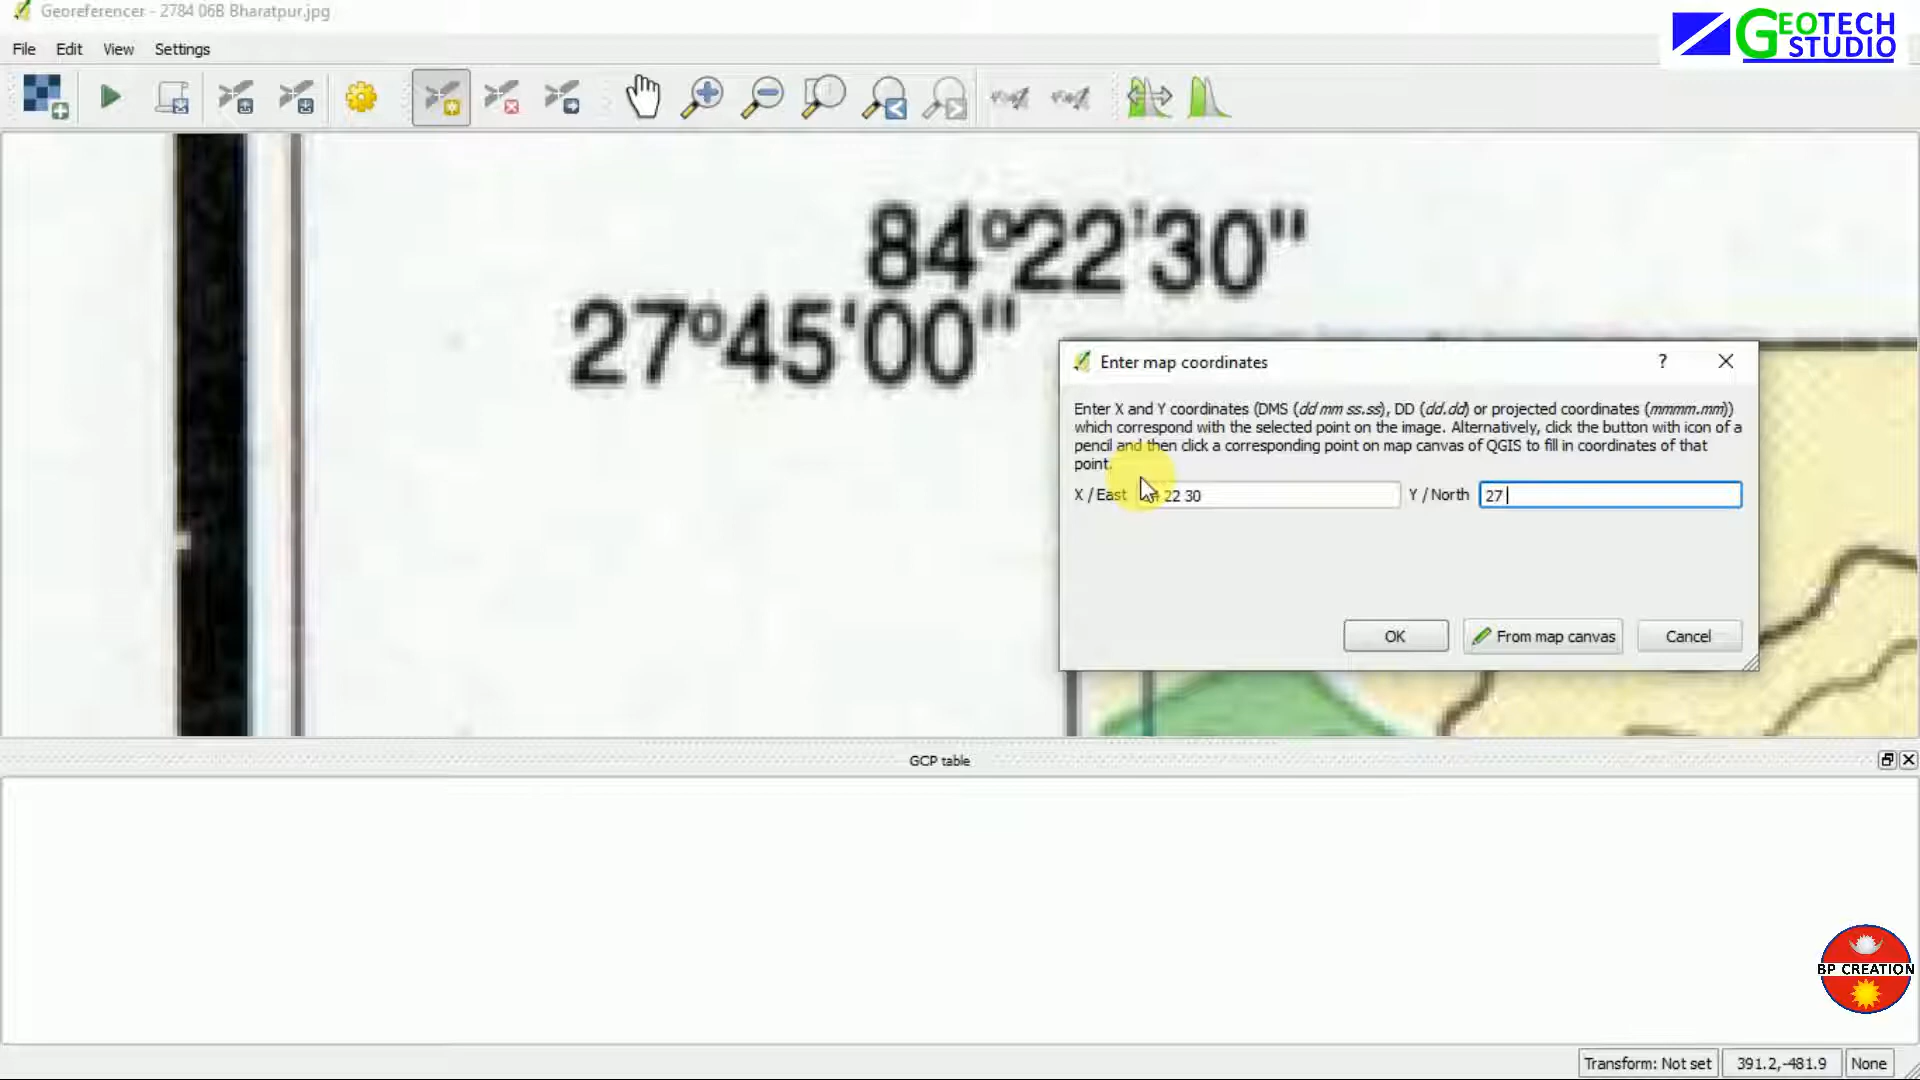 Georeferencer - 2784 06B Bharatpur.jpg
GEOTECH
STUDIO
File Edit View Settings
84°22'30"
27°45'00"
Enter map coordinates
Enter X and Y coordinates (DMS (dd mm ss.ss), DD (dd.dd) or projected coordinates (mmmm.mm))
which correspond with the selected point on the image. Alternatively, click the button with icon of a
pencil and then click a corresponding point on map canvas of QGIS to fill in coordinates of that
point.
X / East 22 30 Y / North 27
OK From map canvas Cancel
GCP table
BP CREATION
Transform: Not set 391.2,-481.9 None